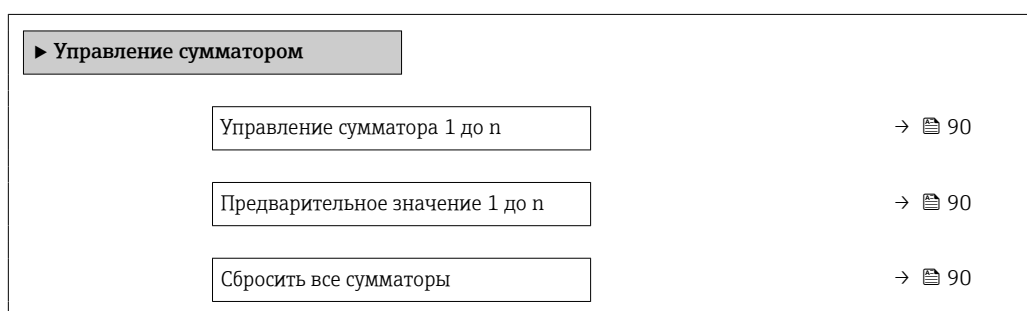 ▶ Управление сумматором
Управление сумматора 1 до n → 90
Предварительное значение 1 до n → 90
Сбросить все сумматоры → 90